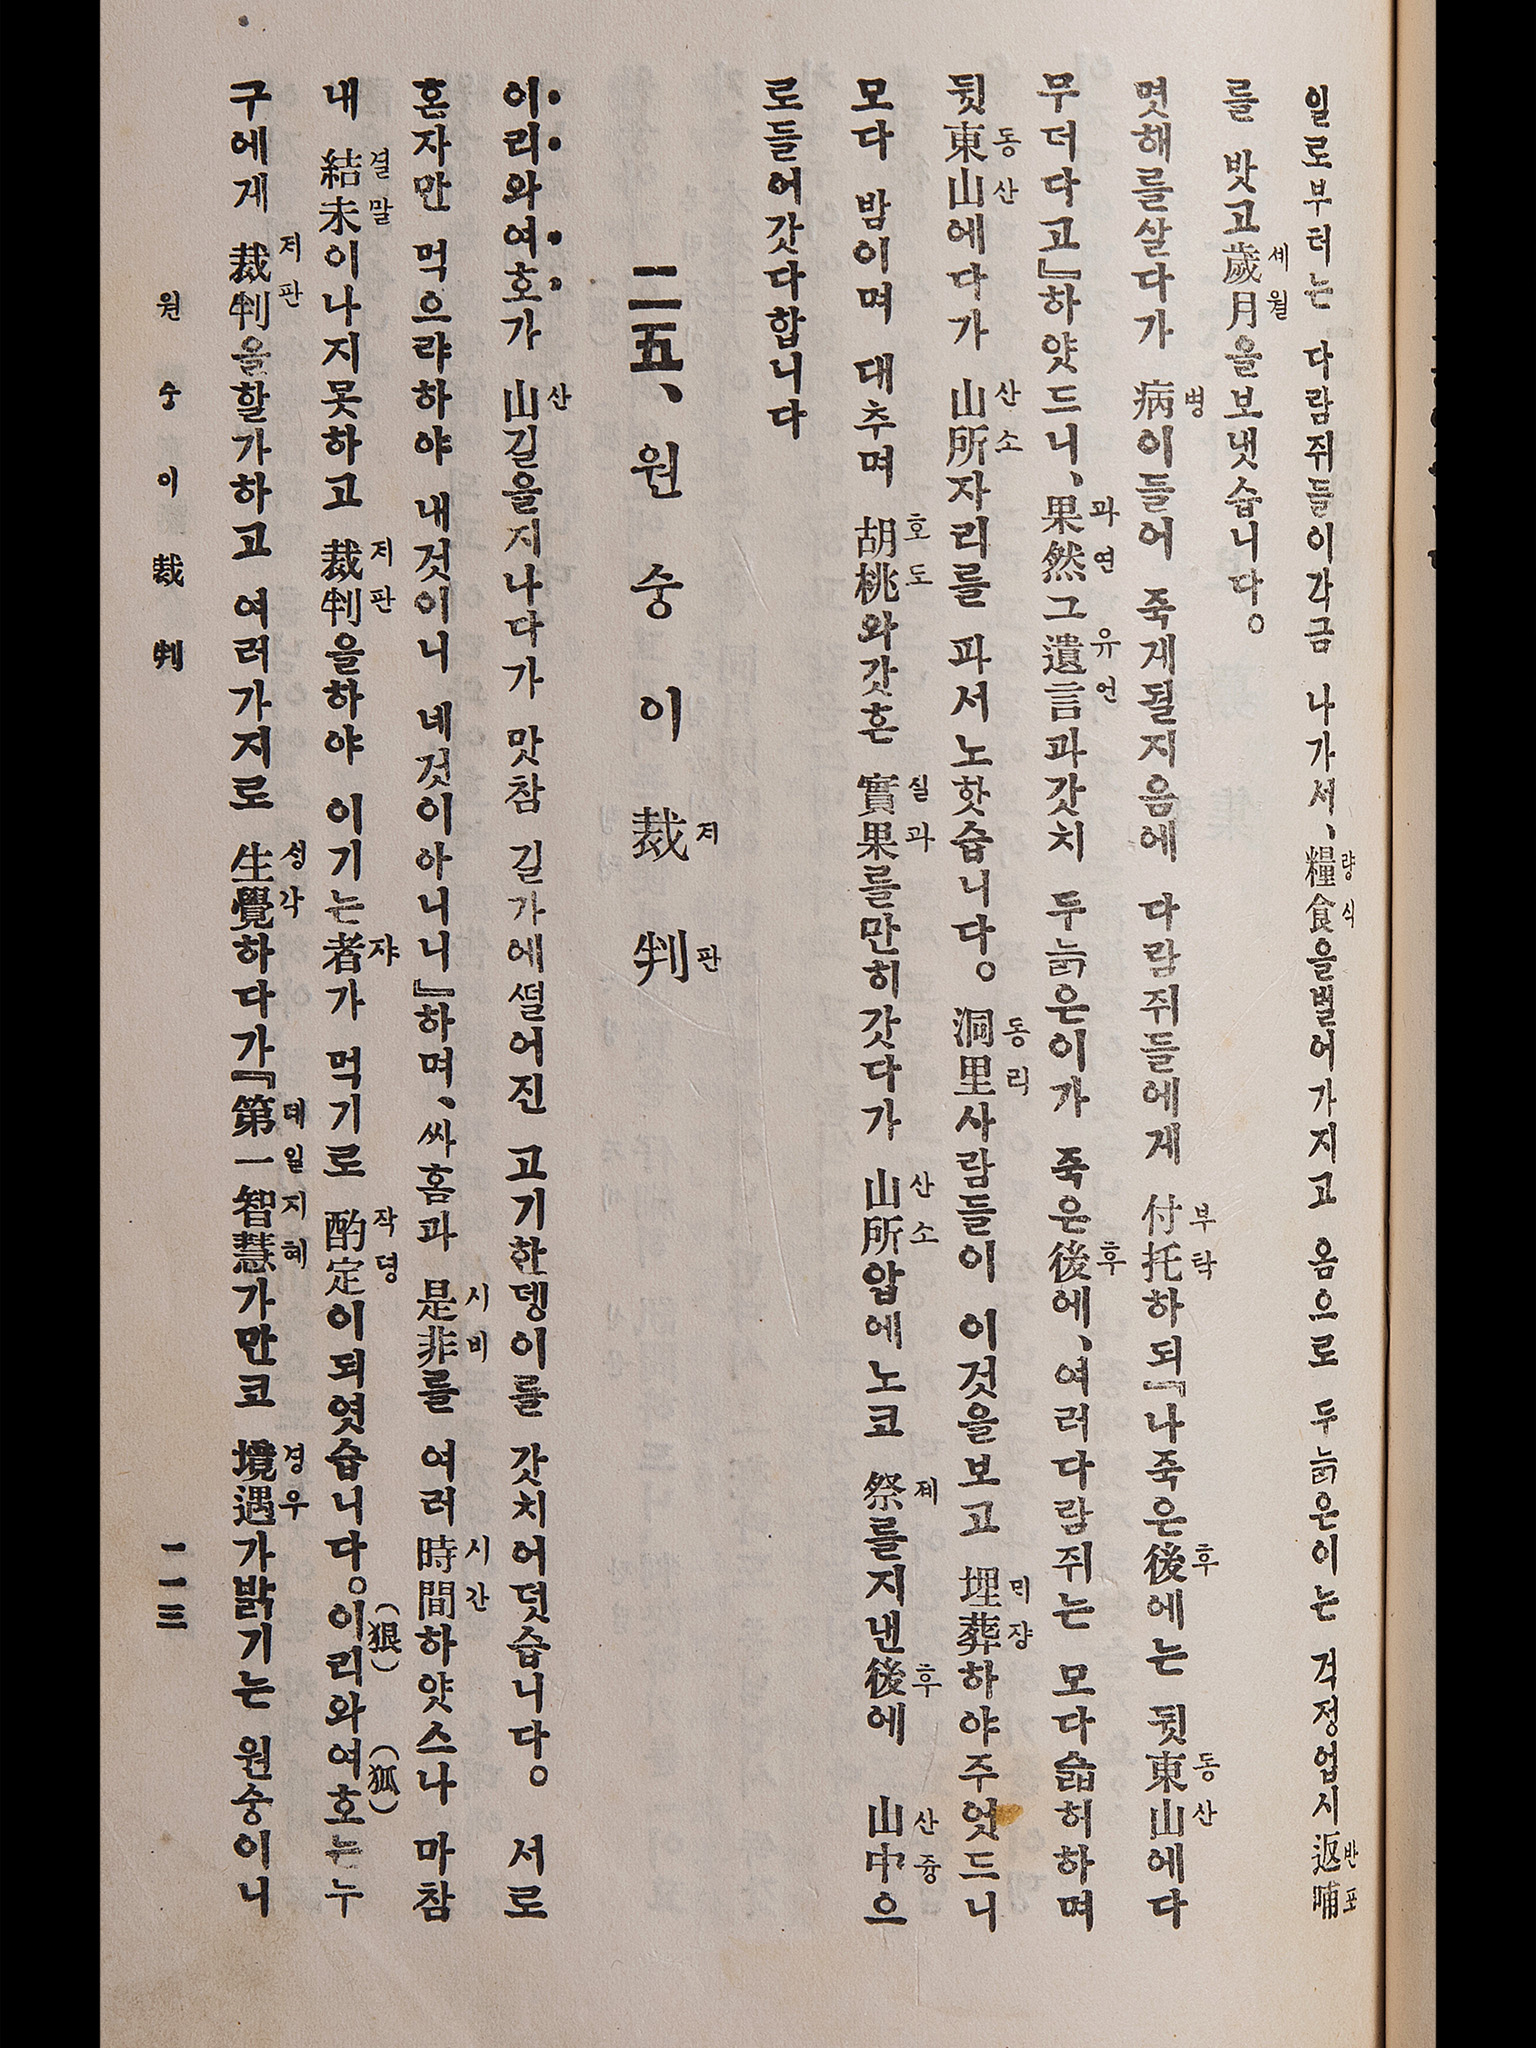 일로부터는 다람쥐들이각금 나가서、糧食을벌어가지고 옴으로 두늙은이는 걱정업시 返哺
를 밧고歲月을보냇습니다。
몃해를살다가 病이들어 죽게될지음에 다람쥐들에게 付托하되『나죽은後에는 뒷東山에다
무더다고』하얏드니、果然그遺言과갓치 두늙은이가 죽은後에、여러다람쥐는 모다슯허하며
뒷東山에다가 山所자리를 파서노핫습니다。洞里사람들이 이것을보고 埋葬하야주엇드니
모다 밤이며 대추며 胡桃와갓흔 實果를만히갓다가 山所압에노코 祭를지낸後에 山中으
로들어갓다합니다
二五、원숭이裁判
이리와여호가 山길을지나다가 맛참 길가에떨어진 고기한뎅이를 갓치어덧습니다。 서로
혼자만 먹으랴하야 내것이니 네것이아니니』하며、싸홈과 是非를 여러時間하얏스나 마참
내 結末이나지못하고 裁判을하야 이기는者가 먹기로 酌定이되엿습니다。이리(狼)와여호(狐)는누
구에게 裁判을할가하고 여러가지로 生覺하다가『第一智慧가만코 境遇가밝기는 원숭이니
원숭이裁判
一一三